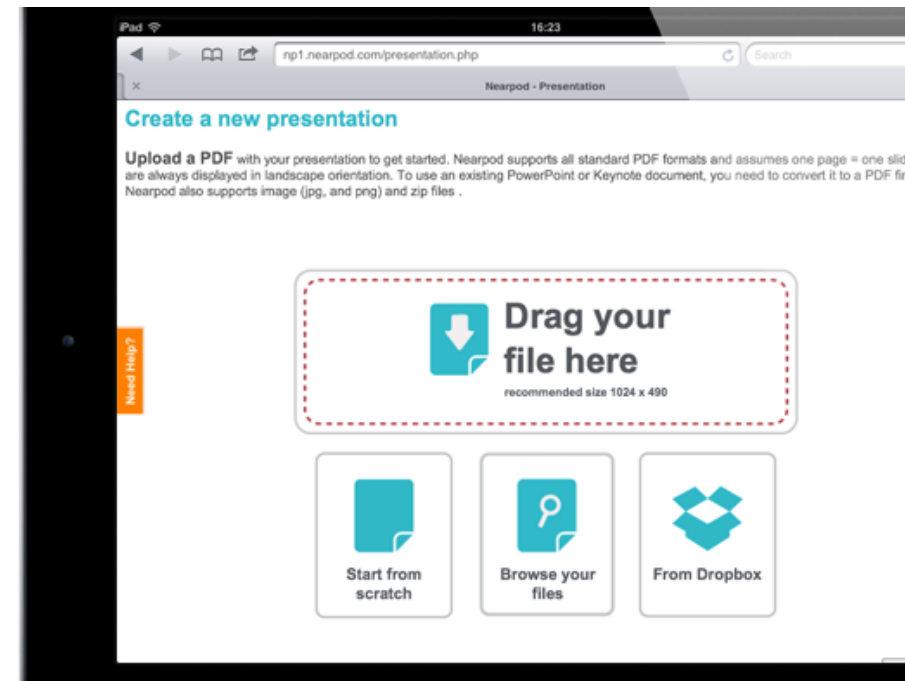 iPad 16:23
np1.nearpod.com/presentation.php Search
× Nearpod - Presentation
Create a new presentation
Upload a PDF with your presentation to get started. Nearpod supports all standard PDF formats and assumes one page = one slid
are always displayed in landscape orientation. To use an existing PowerPoint or Keynote document, you need to convert it to a PDF fir
Nearpod also supports image (jpg, and png) and zip files .
Drag your
file here
recommended size 1024 x 490
Need Help?
Start from
scratch
Browse your
files
From Dropbox